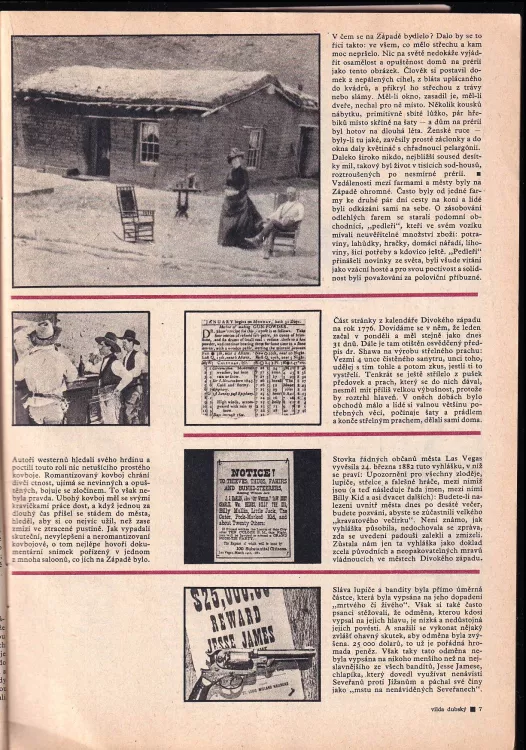 V čem se na Západě bydlelo? Dalo by se to
říci takto: ve všem, co mělo střechu a kam
moc nepršelo. Nic na světě nedokáže vyjád-
řit osamělost a opuštěnost domů na prérii
jako tento obrázek. Člověk si postavil do-
mek z nepálených cihel, z bláta uplácaného
do kvádrů, a přikryl ho střechou z trávy
nebo slámy. Měl-li okno, zasadil je, měl-li
dveře, nechal pro ně místo. Několik kousků
nábytku, primitivně sbité lůžko, pár hře-
bíků místo skříně na šaty — a dům na prérii
byl hotov na dlouhá léta. Ženské ruce —
byly-li tu jaké, zavěsily prosté záclonky a do
okna daly květináč s chřadnoucí pelargónií.
Daleko široko nikdo, nejbližší soused desít-
ky mil, takový byl život v tisících sod-housů,
roztroušených po nesmírné prérii. ■
Vzdálenosti mezi farmami a městy byly na
Západě ohromné. Často byly od jedné far-
my ke druhé pár dní cesty na koni a lidé
byli odkázáni sami na sebe. O zásobování
odlehlých farem se starali podomní ob-
chodníci, „pedleři“, kteří ve svém vozíku
mívali neuvěřitelné množství zboží: potra-
viny, lahůdky, hračky, domácí nářadí, liho-
viny, šicí potřeby a kdovíco ještě. „Pedleři“
přinášeli novinky ze světa, byli všude vítáni
jako vzácní hosté a pro svou poctivost a solid-
nost byli považováni za poloviční příbuzné.
Část stránky z kalendáře Divokého západu
na rok 1776. Dovídáme se v něm, že leden
začal v pondělí a měl stejně jako dnes
31 dnů. Dále je tam otištěn osvědčený před-
pis dr. Shawa na výrobu střelného prachu:
Vezmi 4 unce čištěného sanytru, unci toho,
udělej s tím tohle a potom zkus, jestli si to
vystřelí. Tenkrát se ještě střílelo z pušek
předovek a prach, který se do nich dával,
nesměl mít příliš velkou výbušnost, protože
by roztrhl hlaveň. V oněch dobách bylo
obchodů málo a lidé si valnou většinu po-
třebných věcí, počínaje šaty a prádlem
a konče střelným prachem, dělali sami doma.
Autoři westernů hledali svého hrdinu a
poctili touto rolí nic netušícího prostého
kovboje. Romantizovaný kovboj chrání
dívčí ctnost, ujímá se nevinných a opuš-
těných, bojuje se zločinem. To však ne-
byla pravda. Ubohý kovboj měl se svými
kravičkami práce dost, a když jednou za
dlouhý čas přišel se stádem do města,
hleděl, aby si co nejvíc užil, než zase
zmizí ve ztracené pustině. Jak vypadali
skuteční, nevylepšení a neromantizovaní
kovbojové, o tom nejlépe hovoří doku-
mentární snímek pořízený v jednom
z mnoha saloonů, co jich na Západě bylo.
NOTICE!
TO THIEVES, THUGS, FAKIRS
AND BUNKO-STEERERS,
Stovka řádných občanů města Las Vegas
vyvěsila 24. března 1882 tuto vyhlášku, v níž
se praví: Upozornění pro všechny zloděje,
lupiče, střelce a falešné hráče, mezi nimiž
jsou (a teď následuje seznam, mezi nimi
Billy Kid a asi dvacet dalších): Budete-li na-
lezeni uvnitř města dnes po desáté večer,
budete pozváni, abyste se zúčastnili velkého
„kravatového večírku“. Není známo, jak
vyhláška působila, nedochovala se zpráva,
zda se uvedení padouši zalekli a zmizeli.
Zůstala nám jen ta vyhláška jako doklad
zcela původních a neopakovatelných mravů
vládnoucích ve městech Divokého západu.
$25,000.00
REWARD
JESSE JAMES
Sláva lupiče a bandity byla přímo úměrná
částce, která byla vypsána na jeho dopadení
„mrtvého či živého“. Však si také často
psanci stěžovali, že odměna, kterou kdosi
vypsal na jejich hlavu, je nízká a nedůstojná
jejich pověsti. A snažili se vykonat nějaký
zvlášť ohavný skutek, aby odměna byla zvý-
šena. 25 000 dolarů, to už je pořádná hro-
mada peněz. Však taky tato odměna ne-
byla vypsána na nikoho menšího než na nej-
slavnějšího ze všech banditů, Jesse Jamese,
chlapíka, který dovedl využívat nenávisti
Seveřanů proti Jižanům a páchal své činy
jako „mstu na nenáviděných Seveřanech“.
vilda dubský ■ 7